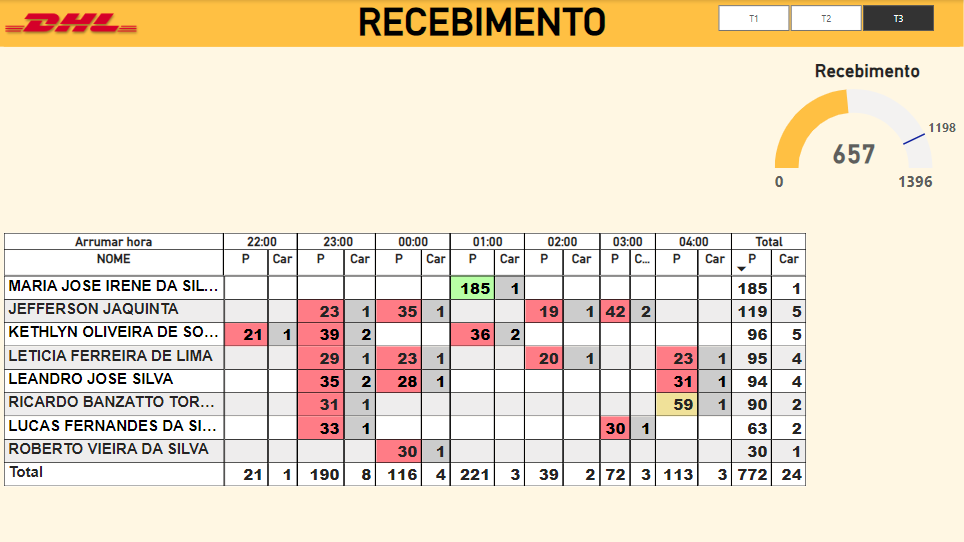 DHL
RECEBIMENTO
T1 T2 T3
Recebimento
1198
657
0 1396
Arrumar hora 22:00 23:00 00:00 01:00 02:00 03:00 04:00 Total
NOME P Car P Car P Car P Car P Car P C... P Car P Car
MARIA JOSE IRENE DA SIL... 185 1 185 1
JEFFERSON JAQUINTA 23 1 35 1 19 1 42 2 119 5
KETHLYN OLIVEIRA DE SO... 21 1 39 2 36 2 96 5
LETICIA FERREIRA DE LIMA 29 1 23 1 20 1 23 1 95 4
LEANDRO JOSE SILVA 35 2 28 1 31 1 94 4
RICARDO BANZATTO TOR... 31 1 59 1 90 2
LUCAS FERNANDES DA SI... 33 1 30 1 63 2
ROBERTO VIEIRA DA SILVA 30 1 30 1
Total 21 1 190 8 116 4 221 3 39 2 72 3 113 3 772 24